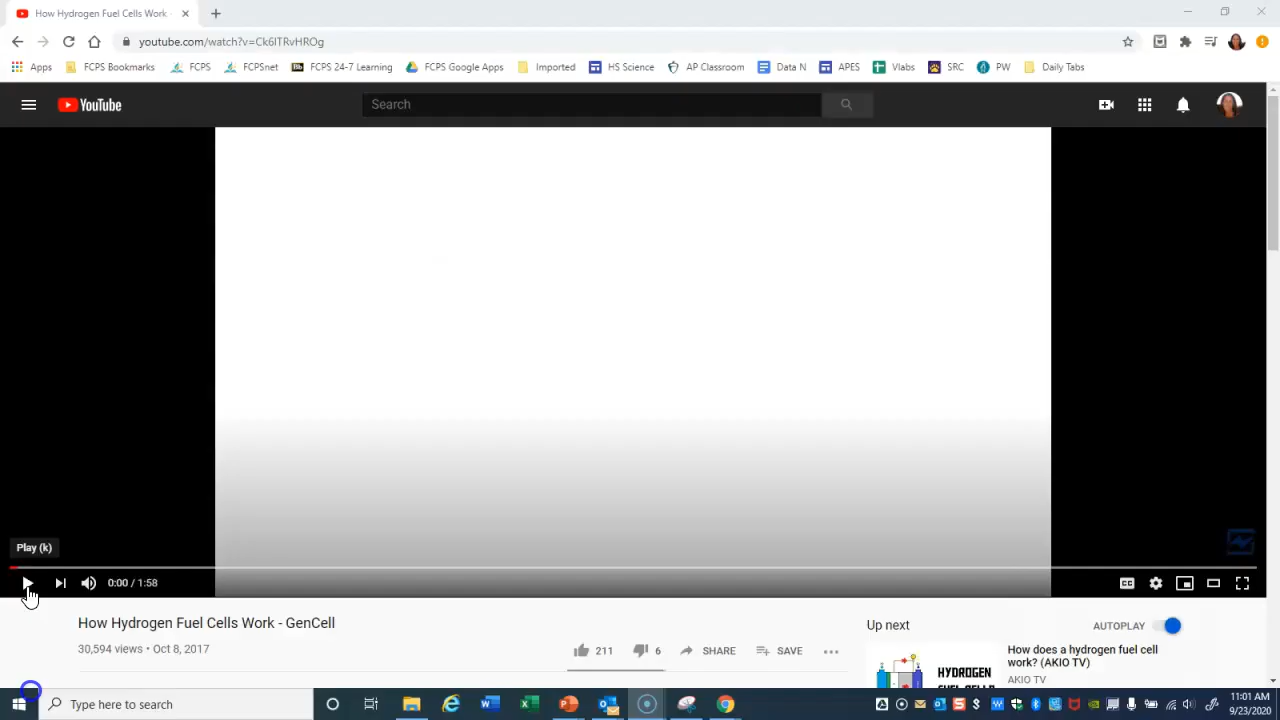 How Hydrogen Fuel Cells Work -
youtube.com/watch?v=Ck6ITRvHROg
Apps FCPS Bookmarks FCPS FCPSnet FCPS 24-7 Learning FCPS Google Apps Imported HS Science AP Classroom Data N APES Vlabs SRC PW Daily Tabs
YouTube
Search
Play (k)
0:00 / 1:58
How Hydrogen Fuel Cells Work - GenCell
30,594 views • Oct 8, 2017
211 6 SHARE SAVE
Up next
AUTOPLAY
HYDROGEN
FUEL CELLS
How does a hydrogen fuel cell
work? (AKIO TV)
AKIO TV
Type here to search
11:01 AM
9/23/2020